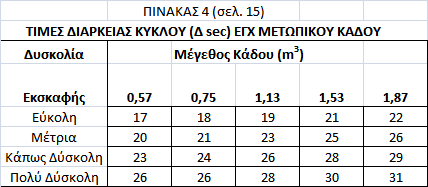 ΠΙΝΑΚΑΣ 4 (σελ. 15)
ΤΙΜΕΣ ΔΙΑΡΚΕΙΑΣ ΚΥΚΛΟΥ (Δ sec) ΕΓΧ ΜΕΤΩΠΙΚΟΥ ΚΑΔΟΥ
Δυσκολία Μέγεθος Κάδου (m³)
Εκσκαφής 0,57 0,75 1,13 1,53 1,87
Εύκολη 17 18 19 21 22
Μέτρια 20 21 23 25 26
Κάπως Δύσκολη 23 24 26 28 29
Πολύ Δύσκολη 26 26 28 30 31